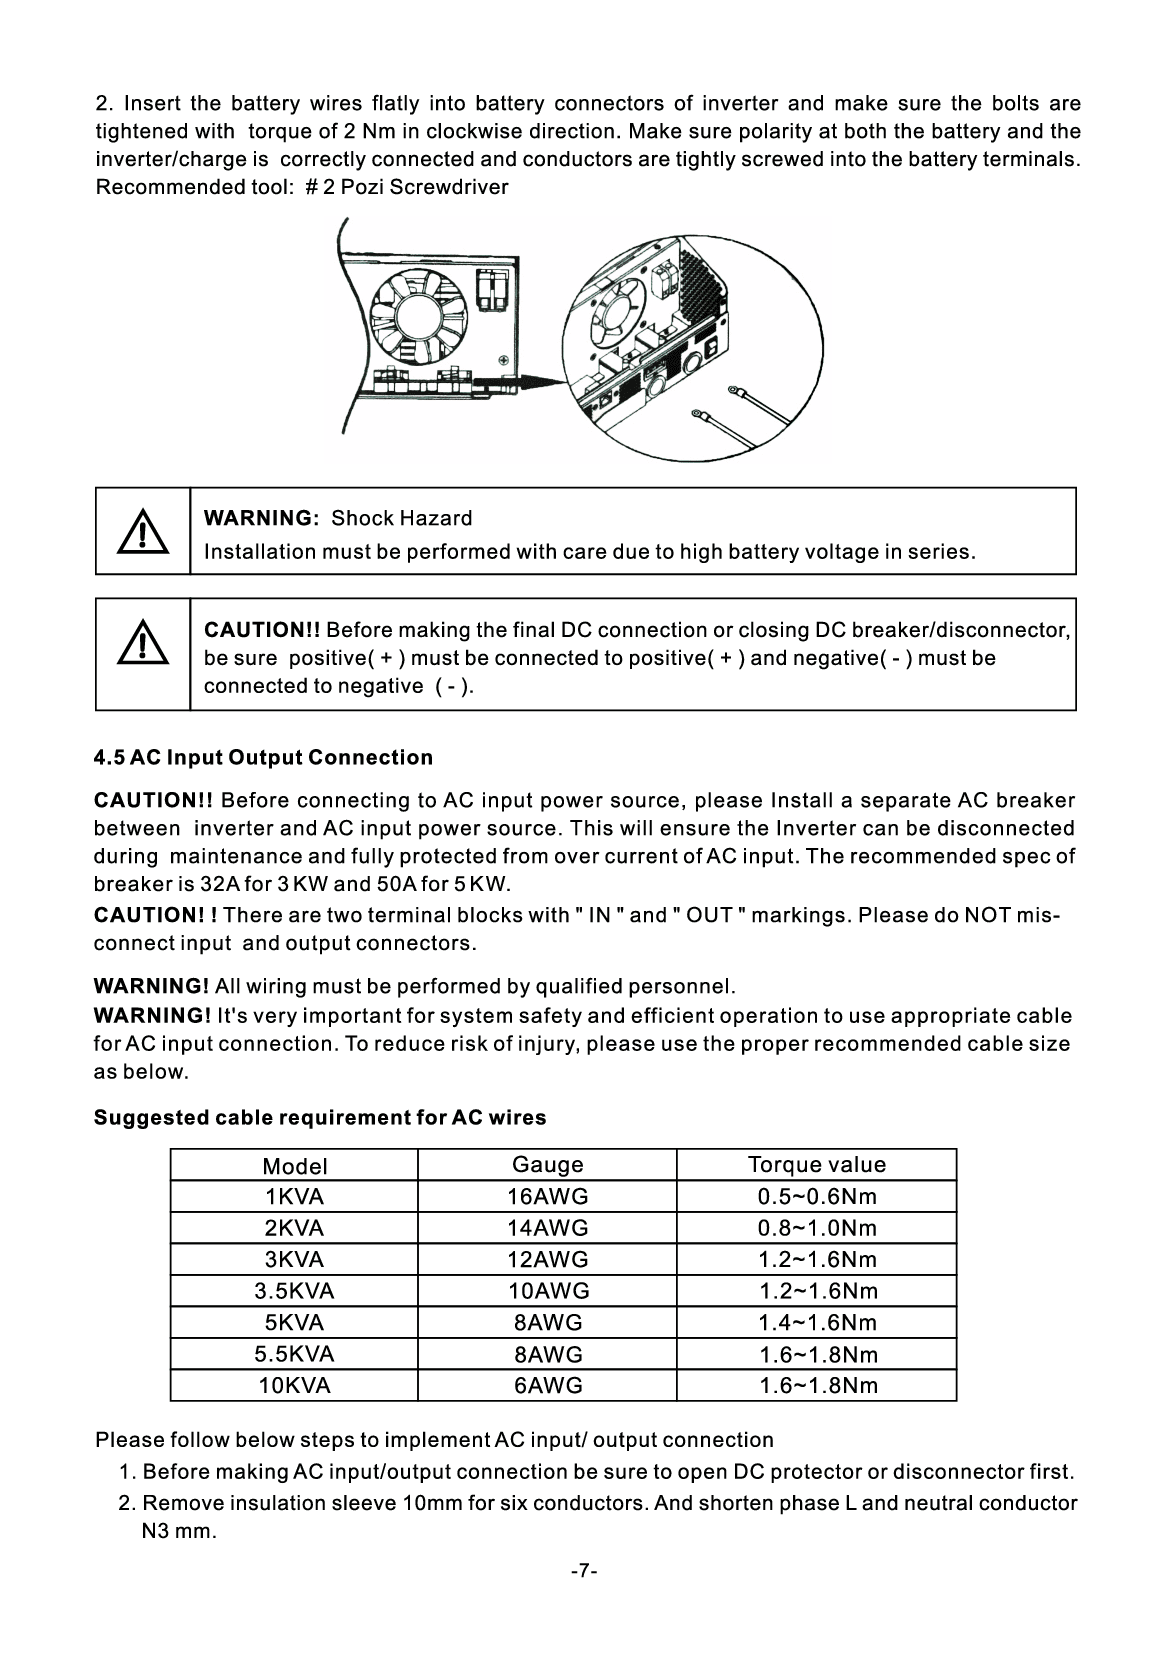 2. Insert the battery wires flatly into battery connectors of inverter and make sure the bolts are
tightened with torque of 2 Nm in clockwise direction. Make sure polarity at both the battery and the
inverter/charge is correctly connected and conductors are tightly screwed into the battery terminals.
Recommended tool: # 2 Pozi Screwdriver
WARNING: Shock Hazard
Installation must be performed with care due to high battery voltage in series.
CAUTION!! Before making the final DC connection or closing DC breaker/disconnector,
be sure positive( + ) must be connected to positive( + ) and negative( - ) must be
connected to negative ( - ).
4.5 AC Input Output Connection
CAUTION!! Before connecting to AC input power source, please Install a separate AC breaker
between inverter and AC input power source. This will ensure the Inverter can be disconnected
during maintenance and fully protected from over current of AC input. The recommended spec of
breaker is 32A for 3 KW and 50A for 5 KW.
CAUTION! ! There are two terminal blocks with " IN " and " OUT " markings. Please do NOT mis-
connect input and output connectors.
WARNING! All wiring must be performed by qualified personnel.
WARNING! It's very important for system safety and efficient operation to use appropriate cable
for AC input connection. To reduce risk of injury, please use the proper recommended cable size
as below.
Suggested cable requirement for AC wires
Model Gauge Torque value
1KVA 16AWG 0.5~0.6Nm
2KVA 14AWG 0.8~1.0Nm
3KVA 12AWG 1.2~1.6Nm
3.5KVA 10AWG 1.2~1.6Nm
5KVA 8AWG 1.4~1.6Nm
5.5KVA 8AWG 1.6~1.8Nm
10KVA 6AWG 1.6~1.8Nm
Please follow below steps to implement AC input/ output connection
1. Before making AC input/output connection be sure to open DC protector or disconnector first.
2. Remove insulation sleeve 10mm for six conductors. And shorten phase L and neutral conductor
N3 mm.
-7-